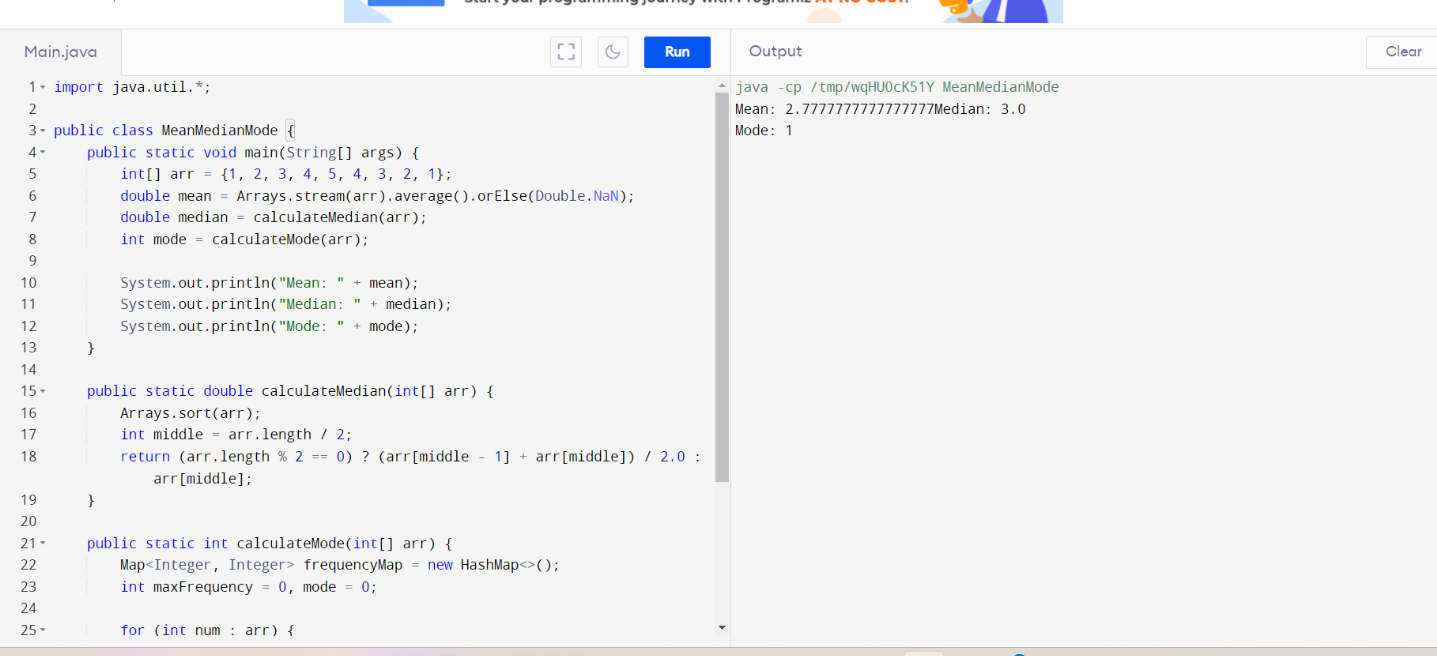 Start your programming journey with Programiz AT NO COST!
Main.java
Run
Output
Clear
1 import java.util.*;
2
3 public class MeanMedianMode {
4 public static void main(String[] args) {
5 int[] arr = {1, 2, 3, 4, 5, 4, 3, 2, 1};
6 double mean = Arrays.stream(arr).average().orElse(Double.NaN);
7 double median = calculateMedian(arr);
8 int mode = calculateMode(arr);
9
10 System.out.println("Mean: " + mean);
11 System.out.println("Median: " + median);
12 System.out.println("Mode: " + mode);
13 }
14
15 public static double calculateMedian(int[] arr) {
16 Arrays.sort(arr);
17 int middle = arr.length / 2;
18 return (arr.length % 2 == 0) ? (arr[middle - 1] + arr[middle]) / 2.0 :
arr[middle];
19 }
20
21 public static int calculateMode(int[] arr) {
22 Map<Integer, Integer> frequencyMap = new HashMap<>();
23 int maxFrequency = 0, mode = 0;
24
25 for (int num : arr) {
java -cp /tmp/wqHUOcK51Y MeanMedianMode
Mean: 2.7777777777777777Median: 3.0
Mode: 1